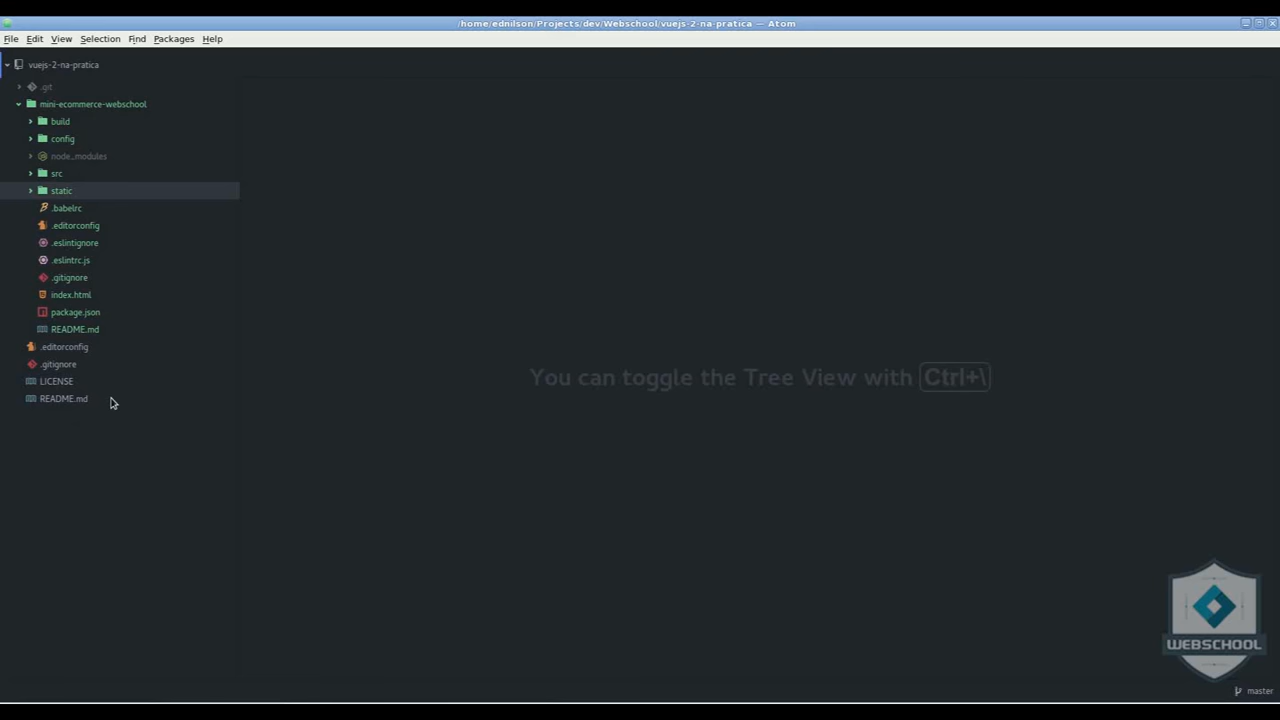 /home/ednilson/Projects/dev/Webschool/vuejs-2-na-pratica — Atom
File Edit View Selection Find Packages Help
vuejs-2-na-pratica
.git
mini-ecommerce-webschool
build
config
node_modules
src
static
.babelrc
.editorconfig
.eslintignore
.eslintrc.js
.gitignore
index.html
package.json
README.md
.editorconfig
.gitignore
LICENSE
README.md
You can toggle the Tree View with Ctrl+\
WEBSCHOOL
master